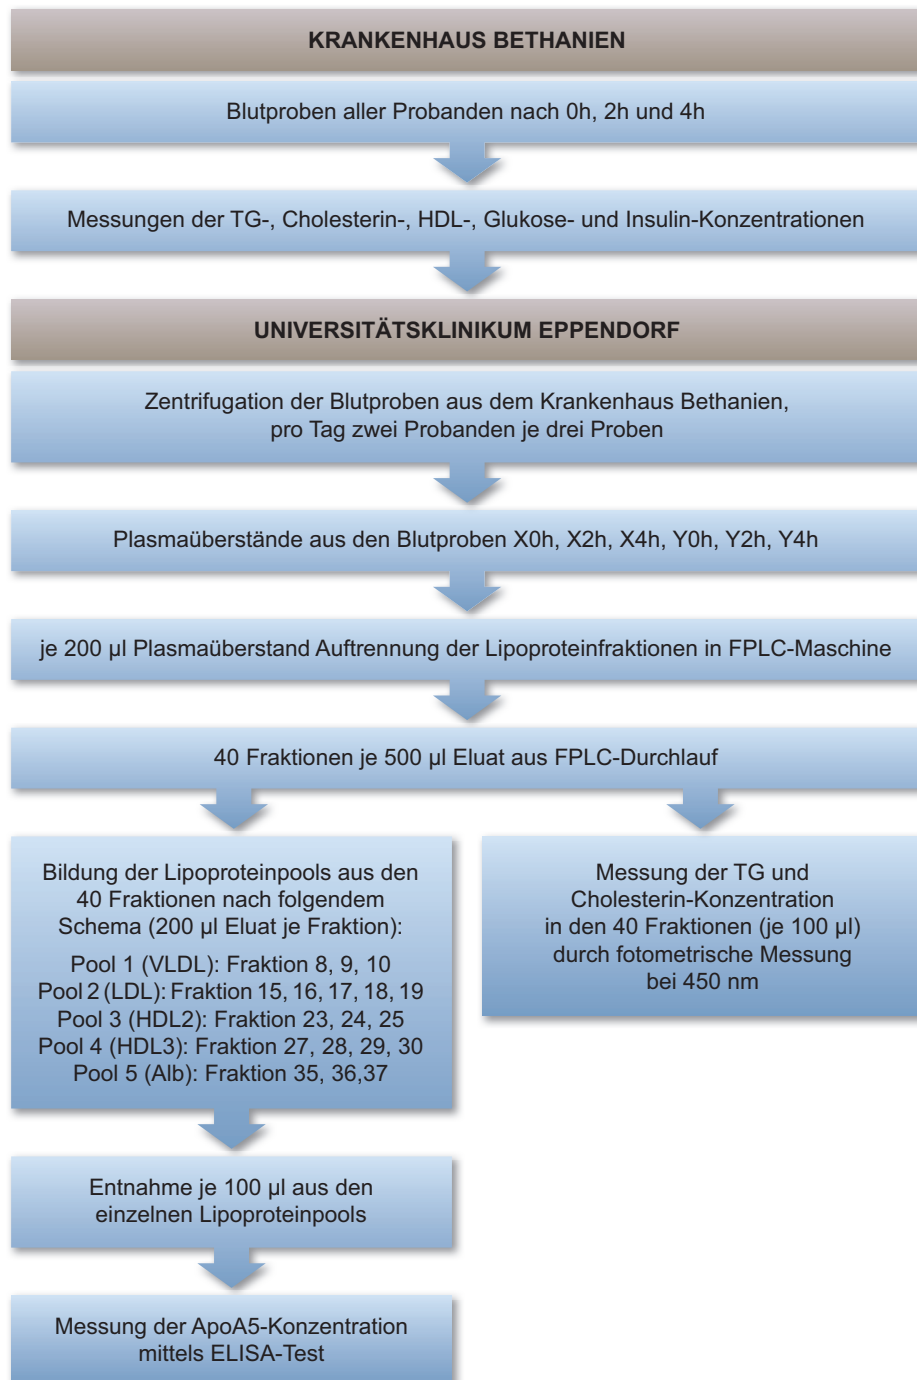 KRANKENHAUS BETHANIEN
Blutproben aller Probanden nach 0h, 2h und 4h
Messungen der TG-, Cholesterin-, HDL-, Glukose- und Insulin-Konzentrationen
UNIVERSITÄTSKLINIKUM EPPENDORF
Zentrifugation der Blutproben aus dem Krankenhaus Bethanien,
pro Tag zwei Probanden je drei Proben
Plasmaüberstände aus den Blutproben X0h, X2h, X4h, Y0h, Y2h, Y4h
je 200 µl Plasmaüberstand Auftrennung der Lipoproteinfraktionen in FPLC-Maschine
40 Fraktionen je 500 µl Eluat aus FPLC-Durchlauf
Bildung der Lipoproteinpools aus den
40 Fraktionen nach folgendem
Schema (200 µl Eluat je Fraktion):
Pool 1 (VLDL): Fraktion 8, 9, 10
Pool 2 (LDL): Fraktion 15, 16, 17, 18, 19
Pool 3 (HDL2): Fraktion 23, 24, 25
Pool 4 (HDL3): Fraktion 27, 28, 29, 30
Pool 5 (Alb): Fraktion 35, 36,37
Messung der TG und
Cholesterin-Konzentration
in den 40 Fraktionen (je 100 µl)
durch fotometrische Messung
bei 450 nm
Entnahme je 100 µl aus den
einzelnen Lipoproteinpools
Messung der ApoA5-Konzentration
mittels ELISA-Test